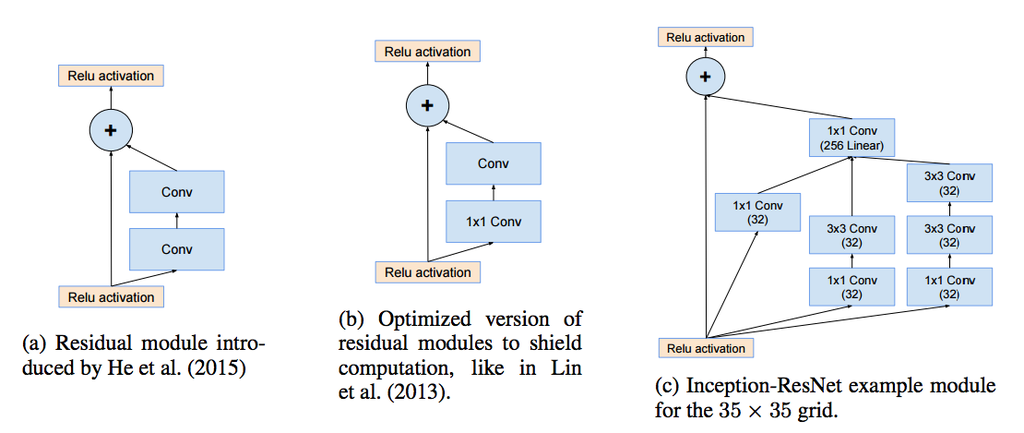 Relu activation
+
Conv
Conv
Relu activation
(a) Residual module intro-
duced by He et al. (2015)
Relu activation
+
Conv
1x1 Conv
Relu activation
(b) Optimized version of
residual modules to shield
computation, like in Lin
et al. (2013).
Relu activation
+
1x1 Conv
(256 Linear)
3x3 Conv
(32)
1x1 Conv
(32)
3x3 Conv
(32)
3x3 Conv
(32)
1x1 Conv
(32)
1x1 Conv
(32)
Relu activation
(c) Inception-ResNet example module
for the 35 × 35 grid.